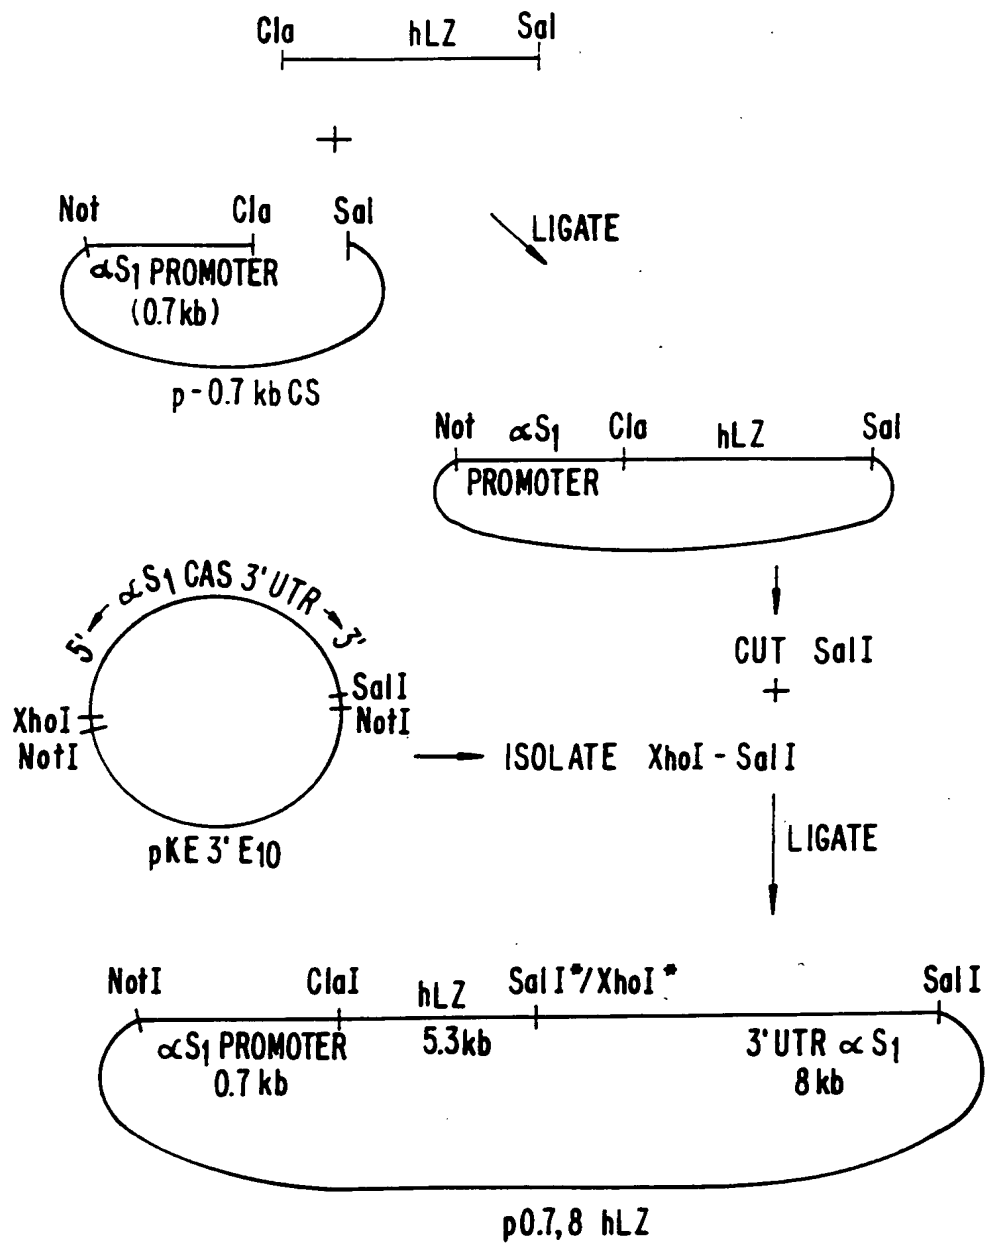 Cla hLZ Sal
+
Not Cla Sal
LIGATE
αS1 PROMOTER
(0.7kb)
p-0.7 kb CS
Not αS1 Cla hLZ Sal
PROMOTER
5' ← αS1 CAS 3' UTR → 3'
CUT SalI
+
SalI
NotI
XhoI
NotI
ISOLATE XhoI - SalI
pKE 3' E10
LIGATE
NotI ClaI hLZ SalI*/XhoI* SalI
αS1 PROMOTER 5.3kb 3' UTR αS1
0.7 kb 8 kb
p0.7,8 hLZ